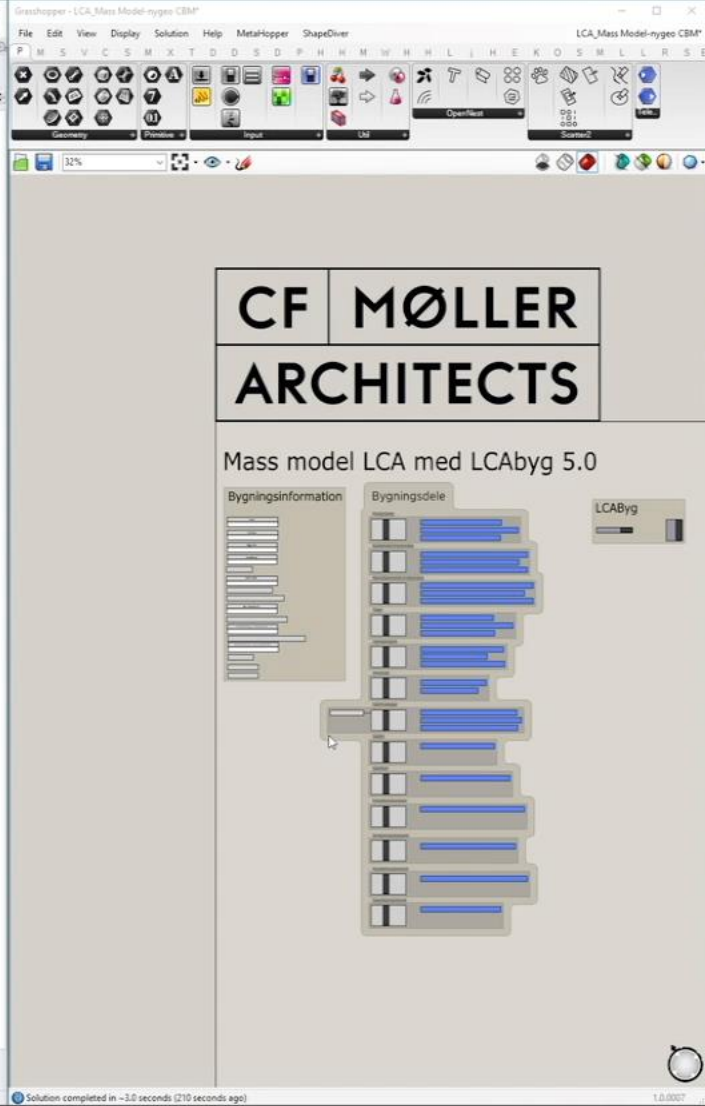 Grasshopper - LCA_Mass Model-nygeo CBM*
File Edit View Display Solution Help MetaHopper ShapeDiver LCA_Mass Model-nygeo CBM*
P M S V C S M X T D D S D P H H M W H H L I H E K O S M L L R S E
Geometry Primitive Input Util OpenNest Scatter2 Tele..
32%
CF MØLLER
ARCHITECTS
Mass model LCA med LCAbyg 5.0
Bygningsinformation Bygningsdele
LCAByg
Solution completed in ~3.0 seconds (210 seconds ago) 1.0.0007